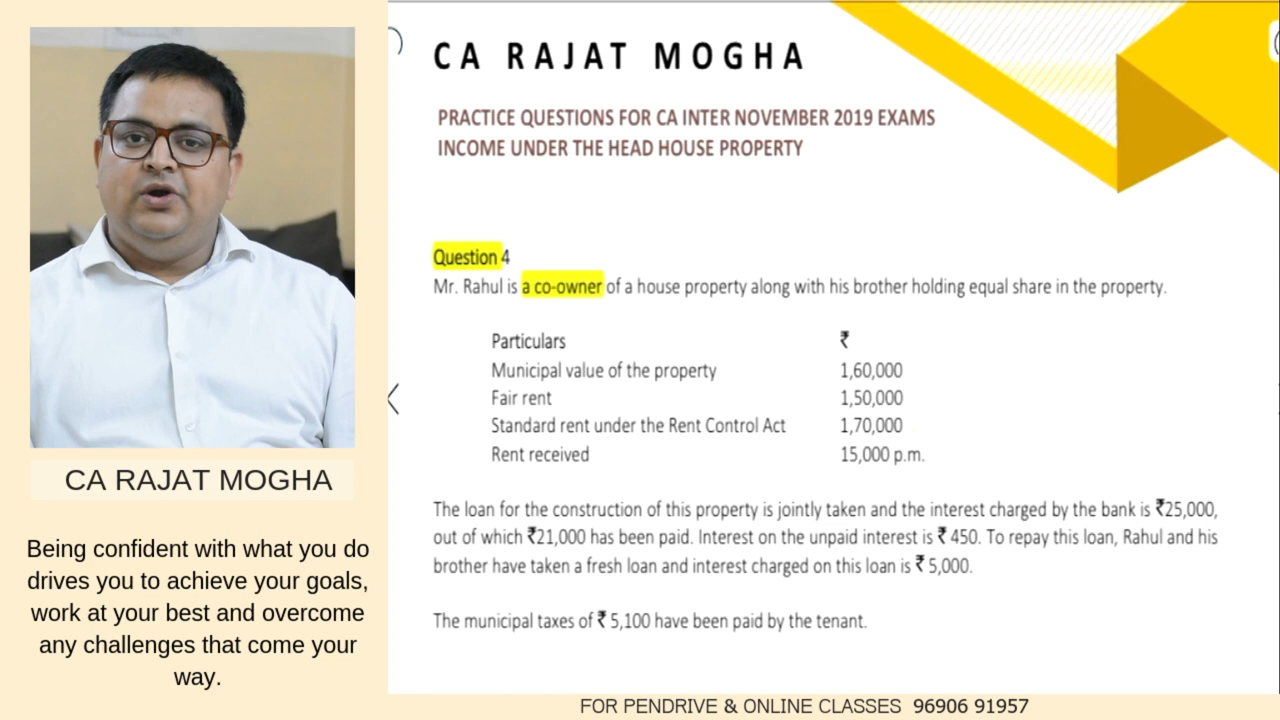 CA RAJAT MOGHA
Being confident with what you do
drives you to achieve your goals,
work at your best and overcome
any challenges that come your
way.
CA RAJAT MOGHA
PRACTICE QUESTIONS FOR CA INTER NOVEMBER 2019 EXAMS
INCOME UNDER THE HEAD HOUSE PROPERTY
Question 4
Mr. Rahul is a co-owner of a house property along with his brother holding equal share in the property.
Particulars ₹
Municipal value of the property 1,60,000
Fair rent 1,50,000
Standard rent under the Rent Control Act 1,70,000
Rent received 15,000 p.m.
The loan for the construction of this property is jointly taken and the interest charged by the bank is ₹25,000,
out of which ₹21,000 has been paid. Interest on the unpaid interest is ₹ 450. To repay this loan, Rahul and his
brother have taken a fresh loan and interest charged on this loan is ₹ 5,000.
The municipal taxes of ₹ 5,100 have been paid by the tenant.
FOR PENDRIVE & ONLINE CLASSES 96906 91957